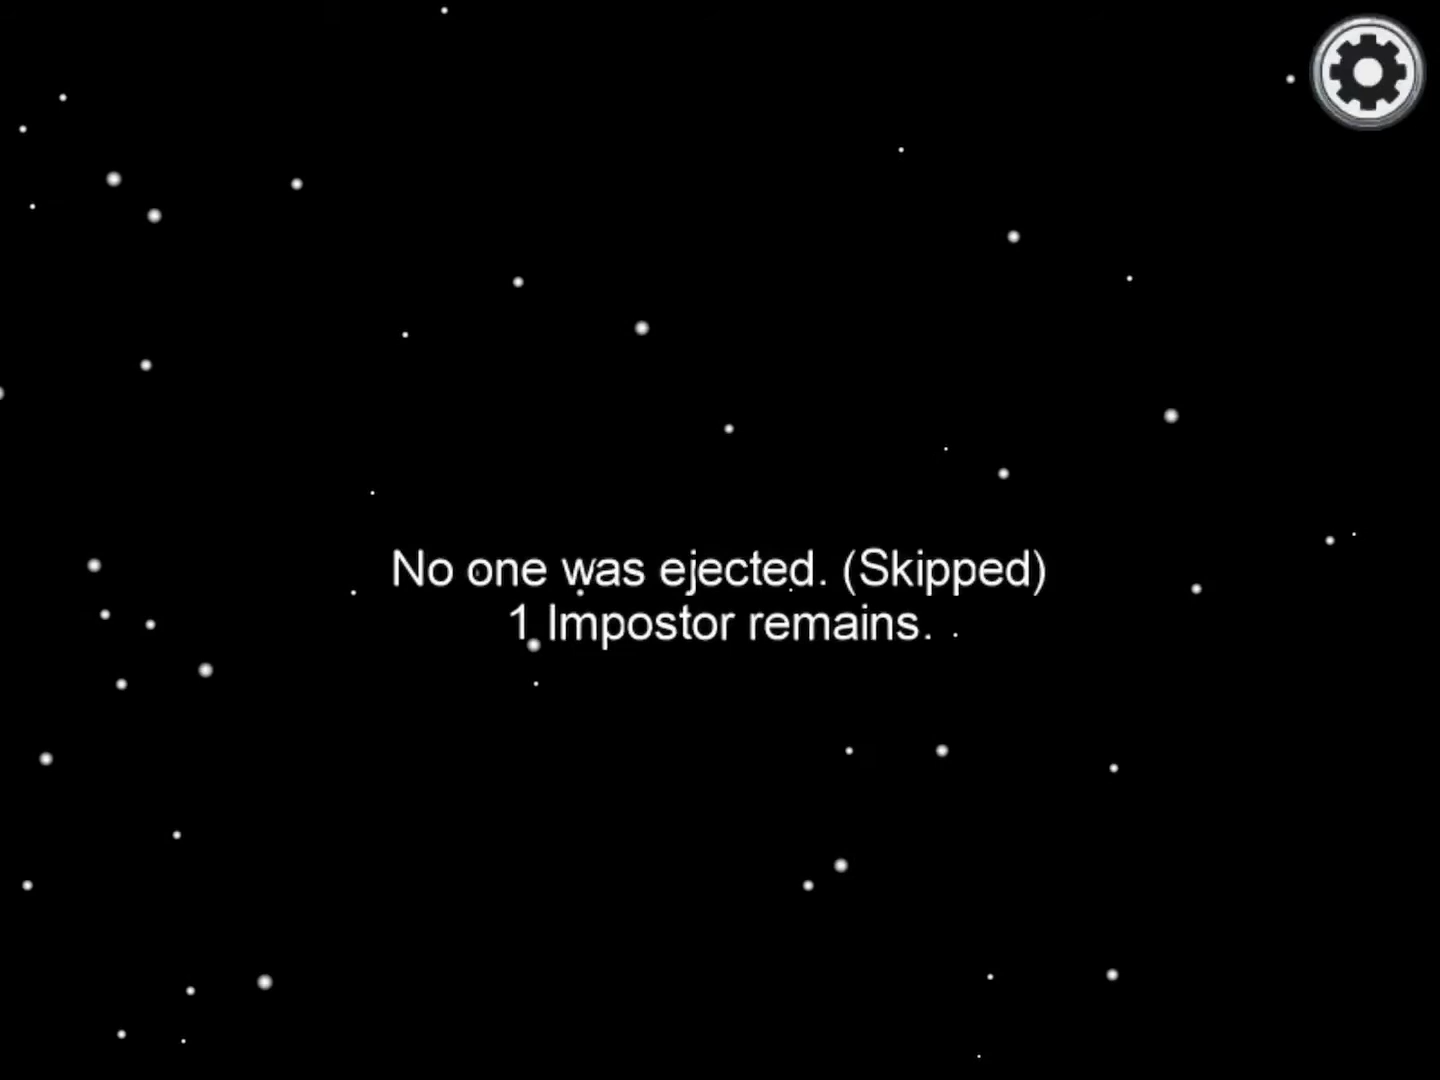 No one was ejected. (Skipped)
1 Impostor remains.